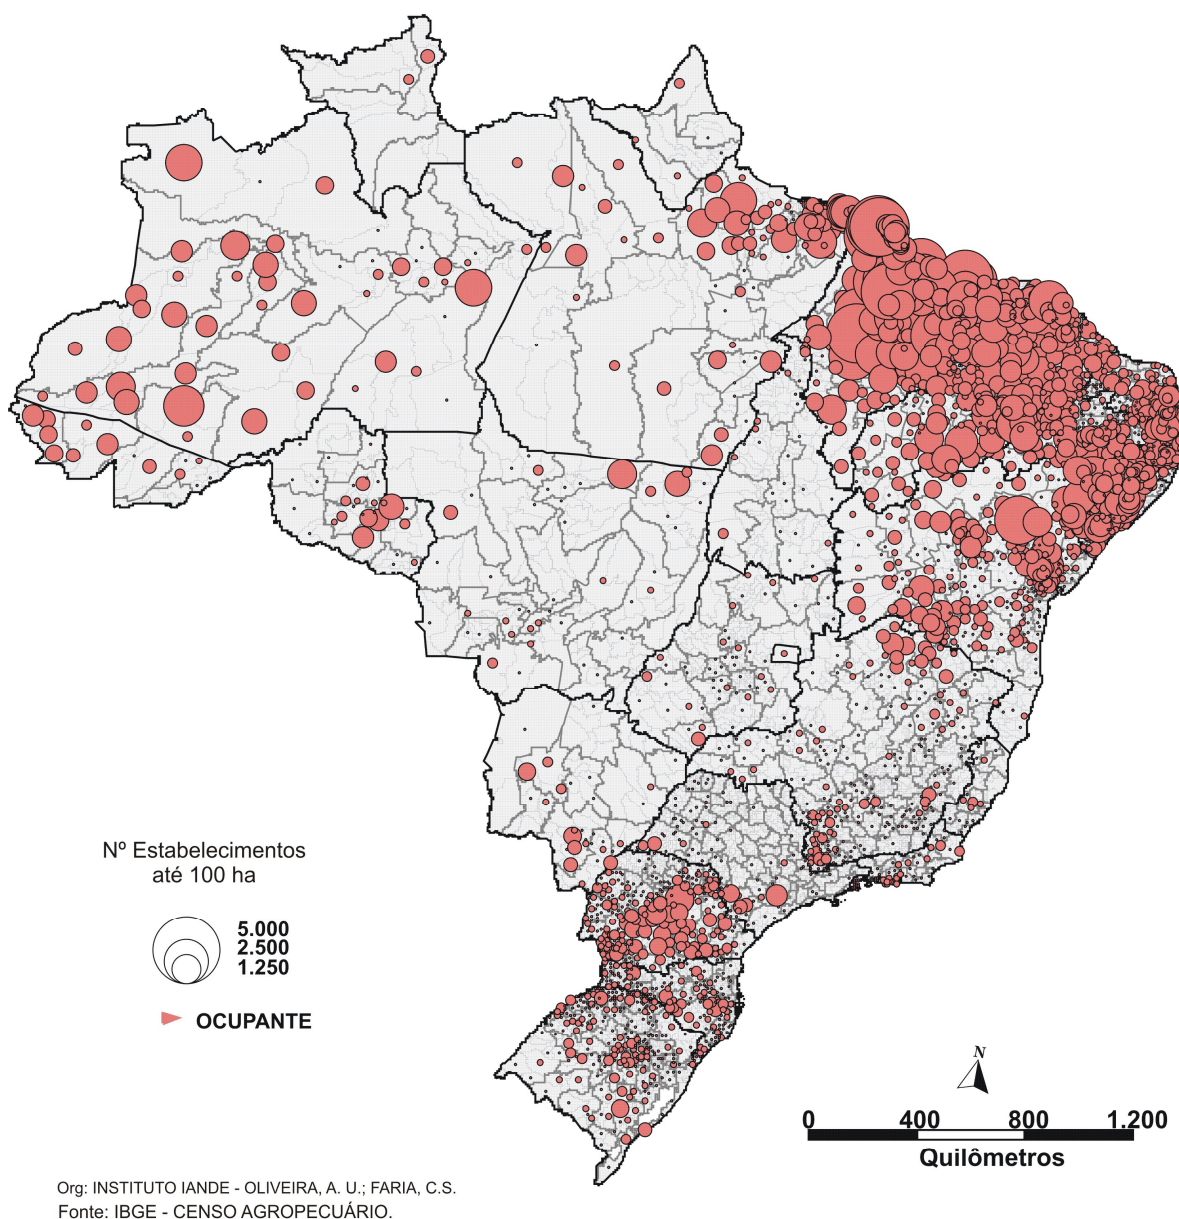 Nº Estabelecimentos
até 100 ha
5.000
2.500
1.250
OCUPANTE
N
0 400 800 1.200
Quilômetros
Org: INSTITUTO IANDE - OLIVEIRA, A. U.; FARIA, C.S.
Fonte: IBGE - CENSO AGROPECUÁRIO.